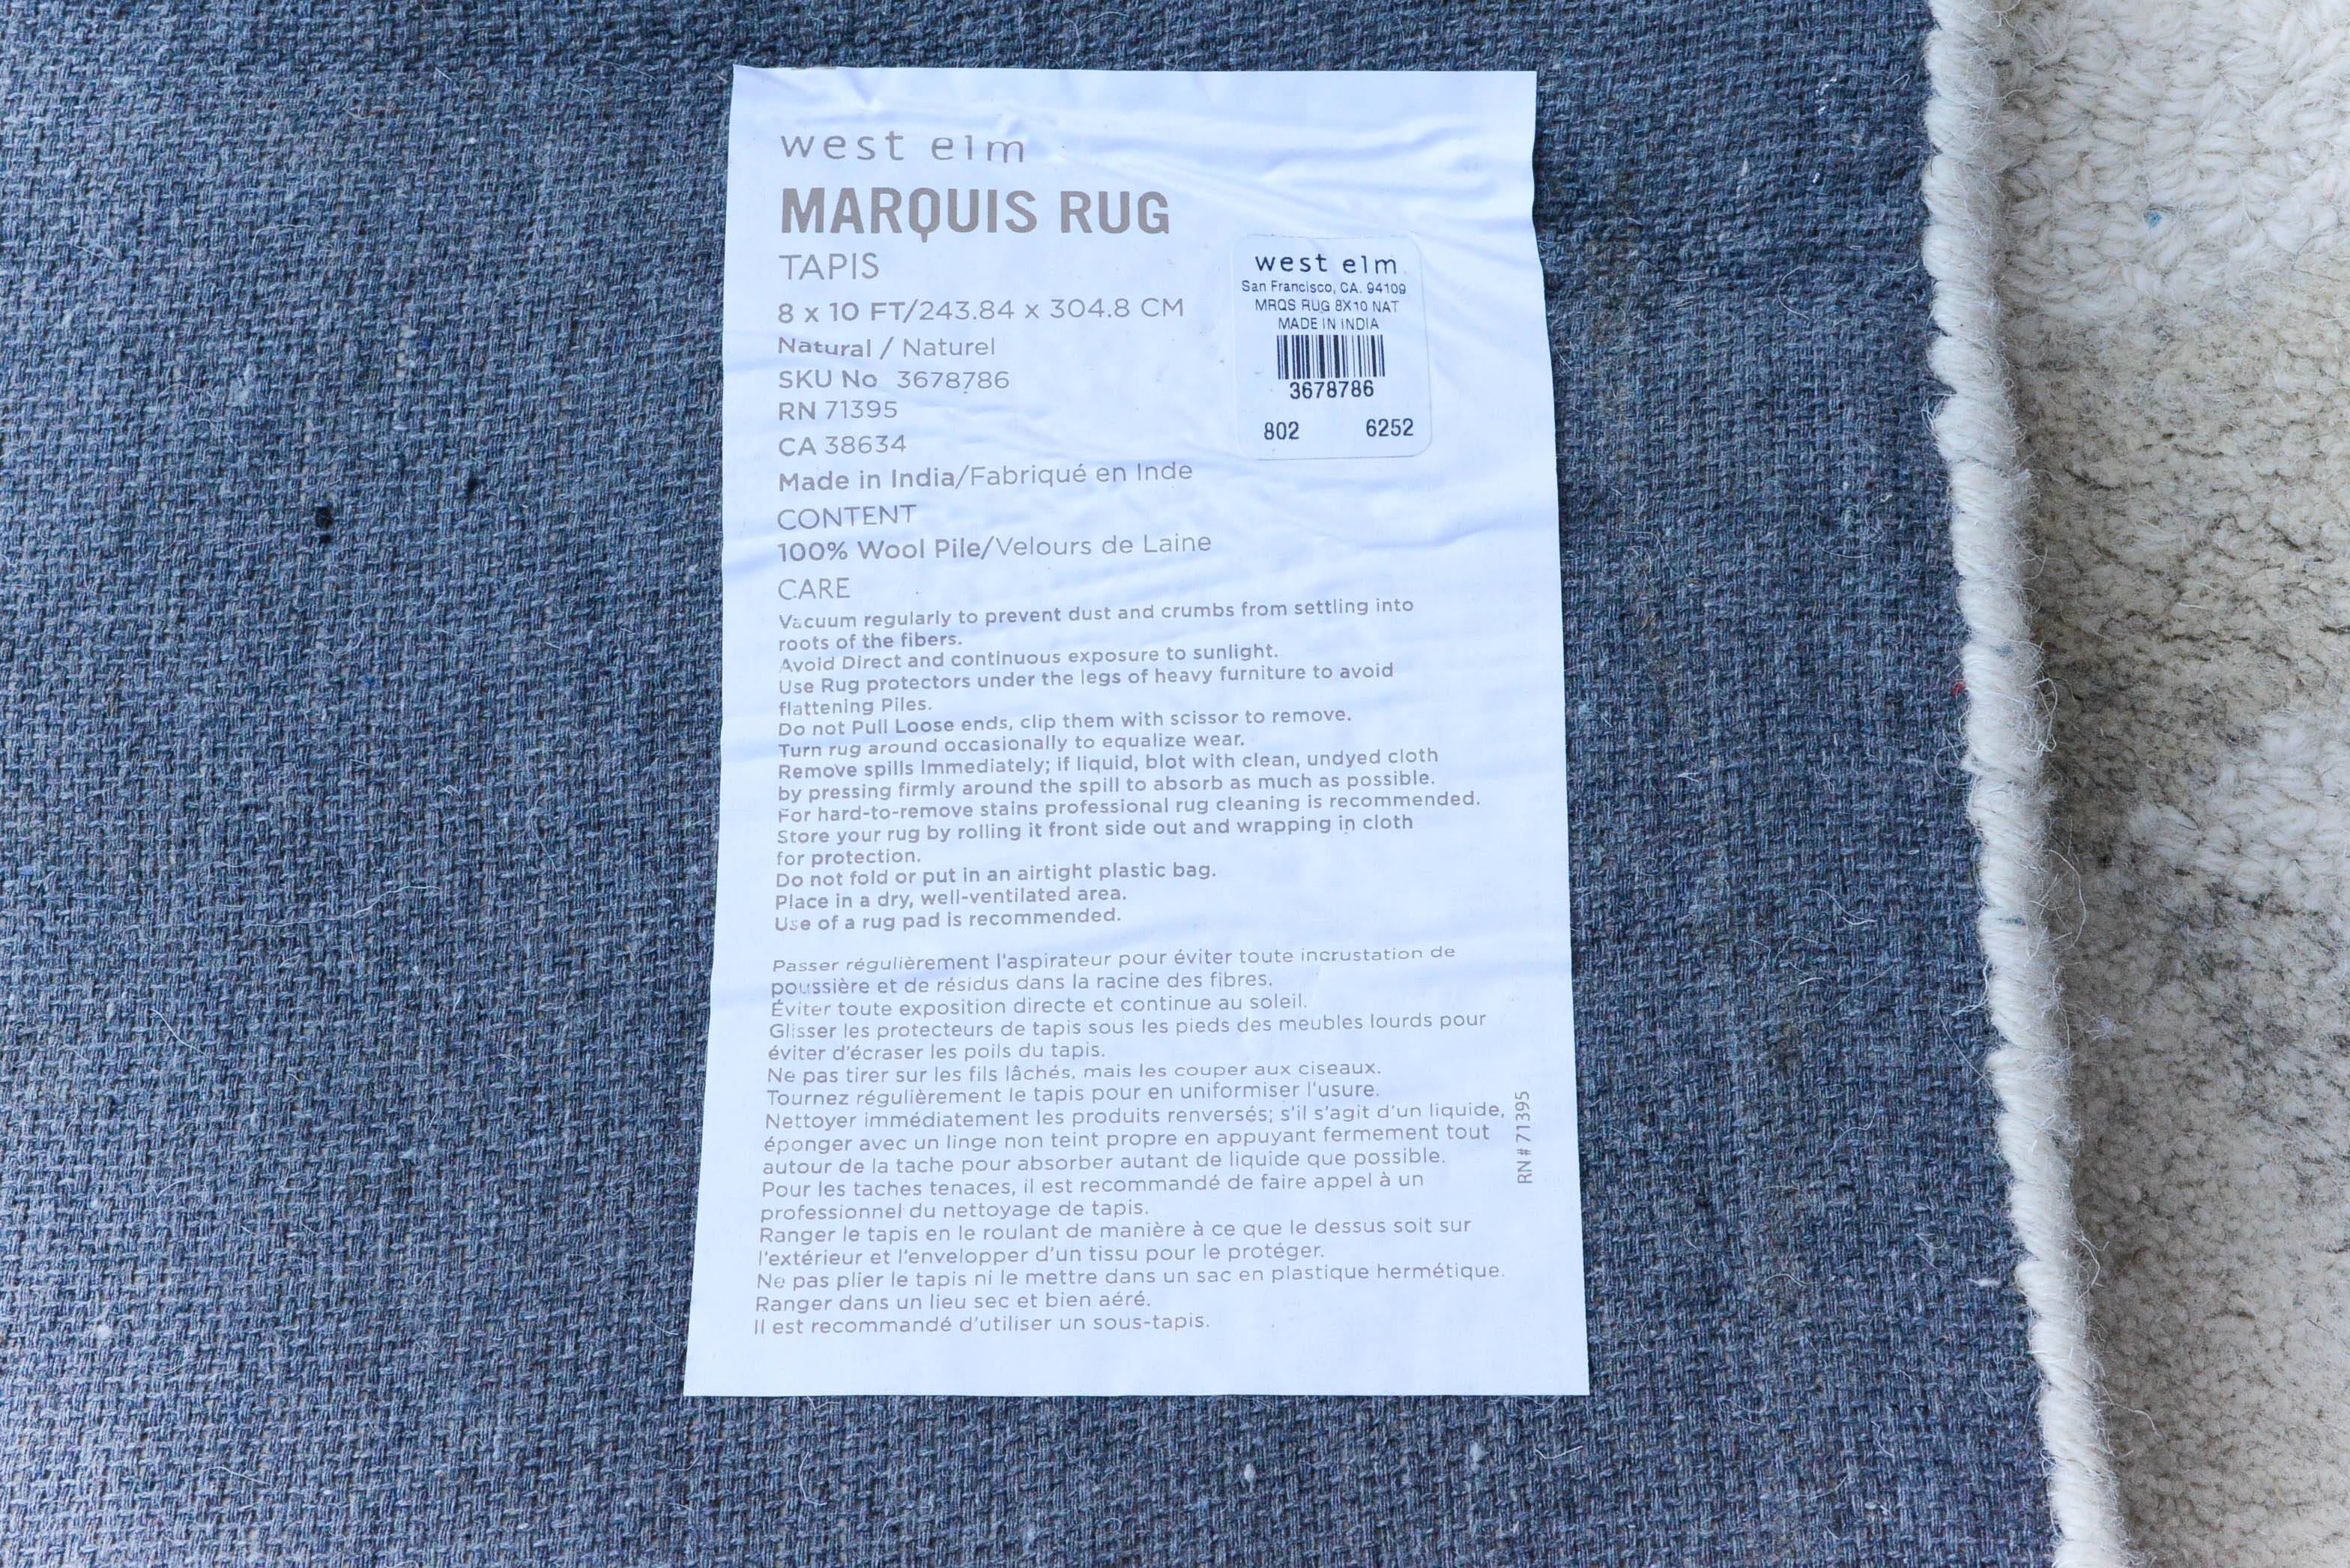 west elm
MARQUIS RUG
TAPIS
8 x 10 FT/243.84 x 304.8 CM
Natural / Naturel
SKU No 3678786
RN 71395
CA 38634
Made in India/Fabriqué en Inde
CONTENT
100% Wool Pile/Velours de Laine
CARE
west elm
San Francisco, CA. 94109
MRQS RUG 8X10 NAT
MADE IN INDIA
3678786
802 6252
Vacuum regularly to prevent dust and crumbs from settling into
roots of the fibers.
Avoid Direct and continuous exposure to sunlight.
Use Rug protectors under the legs of heavy furniture to avoid
flattening Piles.
Do not Pull Loose ends, clip them with scissor to remove.
Turn rug around occasionally to equalize wear.
Remove spills Immediately; if liquid, blot with clean, undyed cloth
by pressing firmly around the spill to absorb as much as possible.
For hard-to-remove stains professional rug cleaning is recommended.
Store your rug by rolling it front side out and wrapping in cloth
for protection.
Do not fold or put in an airtight plastic bag.
Place in a dry, well-ventilated area.
Use of a rug pad is recommended.
Passer régulièrement l'aspirateur pour éviter toute incrustation de
poussière et de résidus dans la racine des fibres.
Éviter toute exposition directe et continue au soleil.
Glisser les protecteurs de tapis sous les pieds des meubles lourds pour
éviter d'écraser les poils du tapis.
Ne pas tirer sur les fils lâchés, mais les couper aux ciseaux.
Tournez régulièrement le tapis pour en uniformiser l'usure.
Nettoyer immédiatement les produits renversés; s'il s'agit d'un liquide,
éponger avec un linge non teint propre en appuyant fermement tout
autour de la tache pour absorber autant de liquide que possible.
Pour les taches tenaces, il est recommandé de faire appel à un
professionnel du nettoyage de tapis.
Ranger le tapis en le roulant de manière à ce que le dessus soit sur
l'extérieur et l'envelopper d'un tissu pour le protéger.
Ne pas plier le tapis ni le mettre dans un sac en plastique hermétique.
Ranger dans un lieu sec et bien aéré.
Il est recommandé d'utiliser un sous-tapis.
RN# 71395